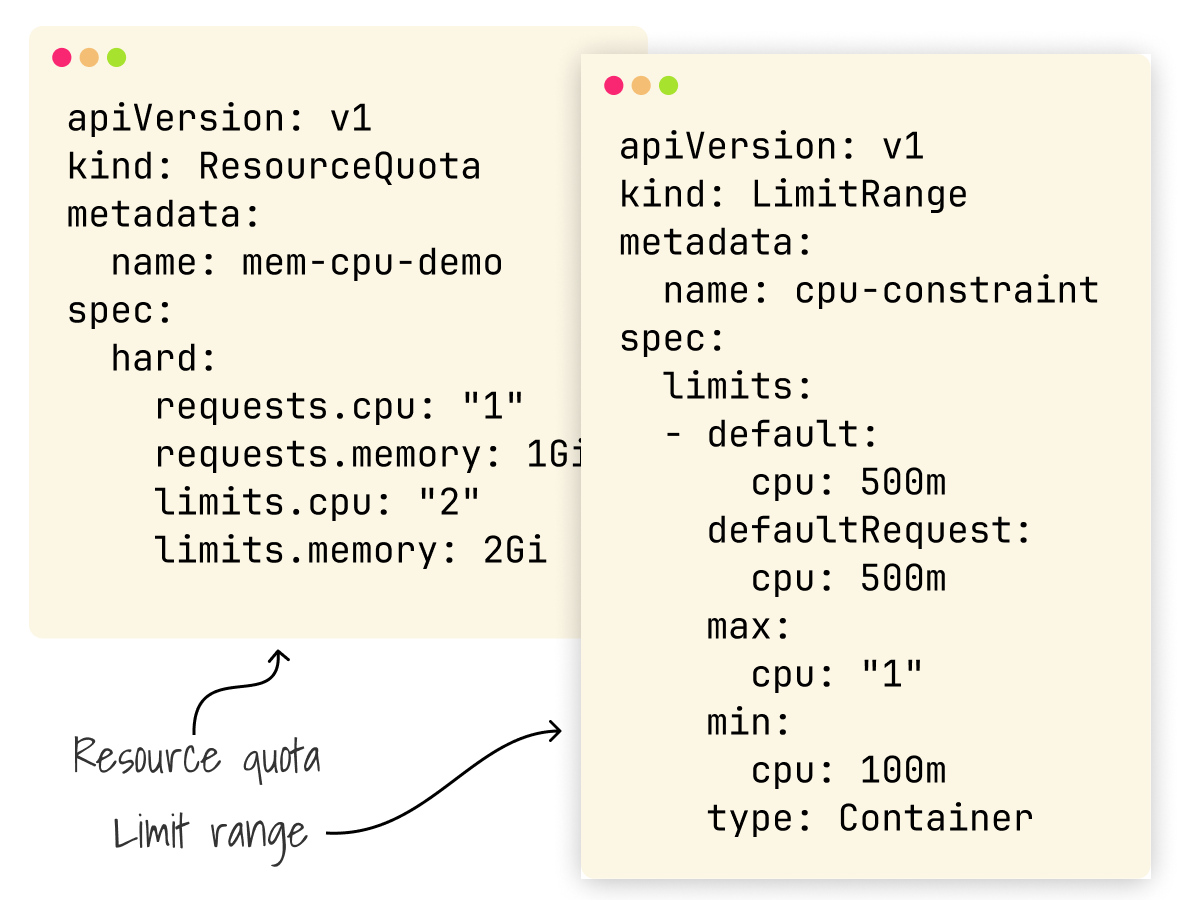 apiVersion: v1
kind: ResourceQuota
metadata:
  name: mem-cpu-demo
spec:
  hard:
    requests.cpu: "1"
    requests.memory: 1Gi
    limits.cpu: "2"
    limits.memory: 2Gi
apiVersion: v1
kind: LimitRange
metadata:
  name: cpu-constraint
spec:
  limits:
  - default:
      cpu: 500m
    defaultRequest:
      cpu: 500m
    max:
      cpu: "1"
    min:
      cpu: 100m
    type: Container
Resource quota
Limit range